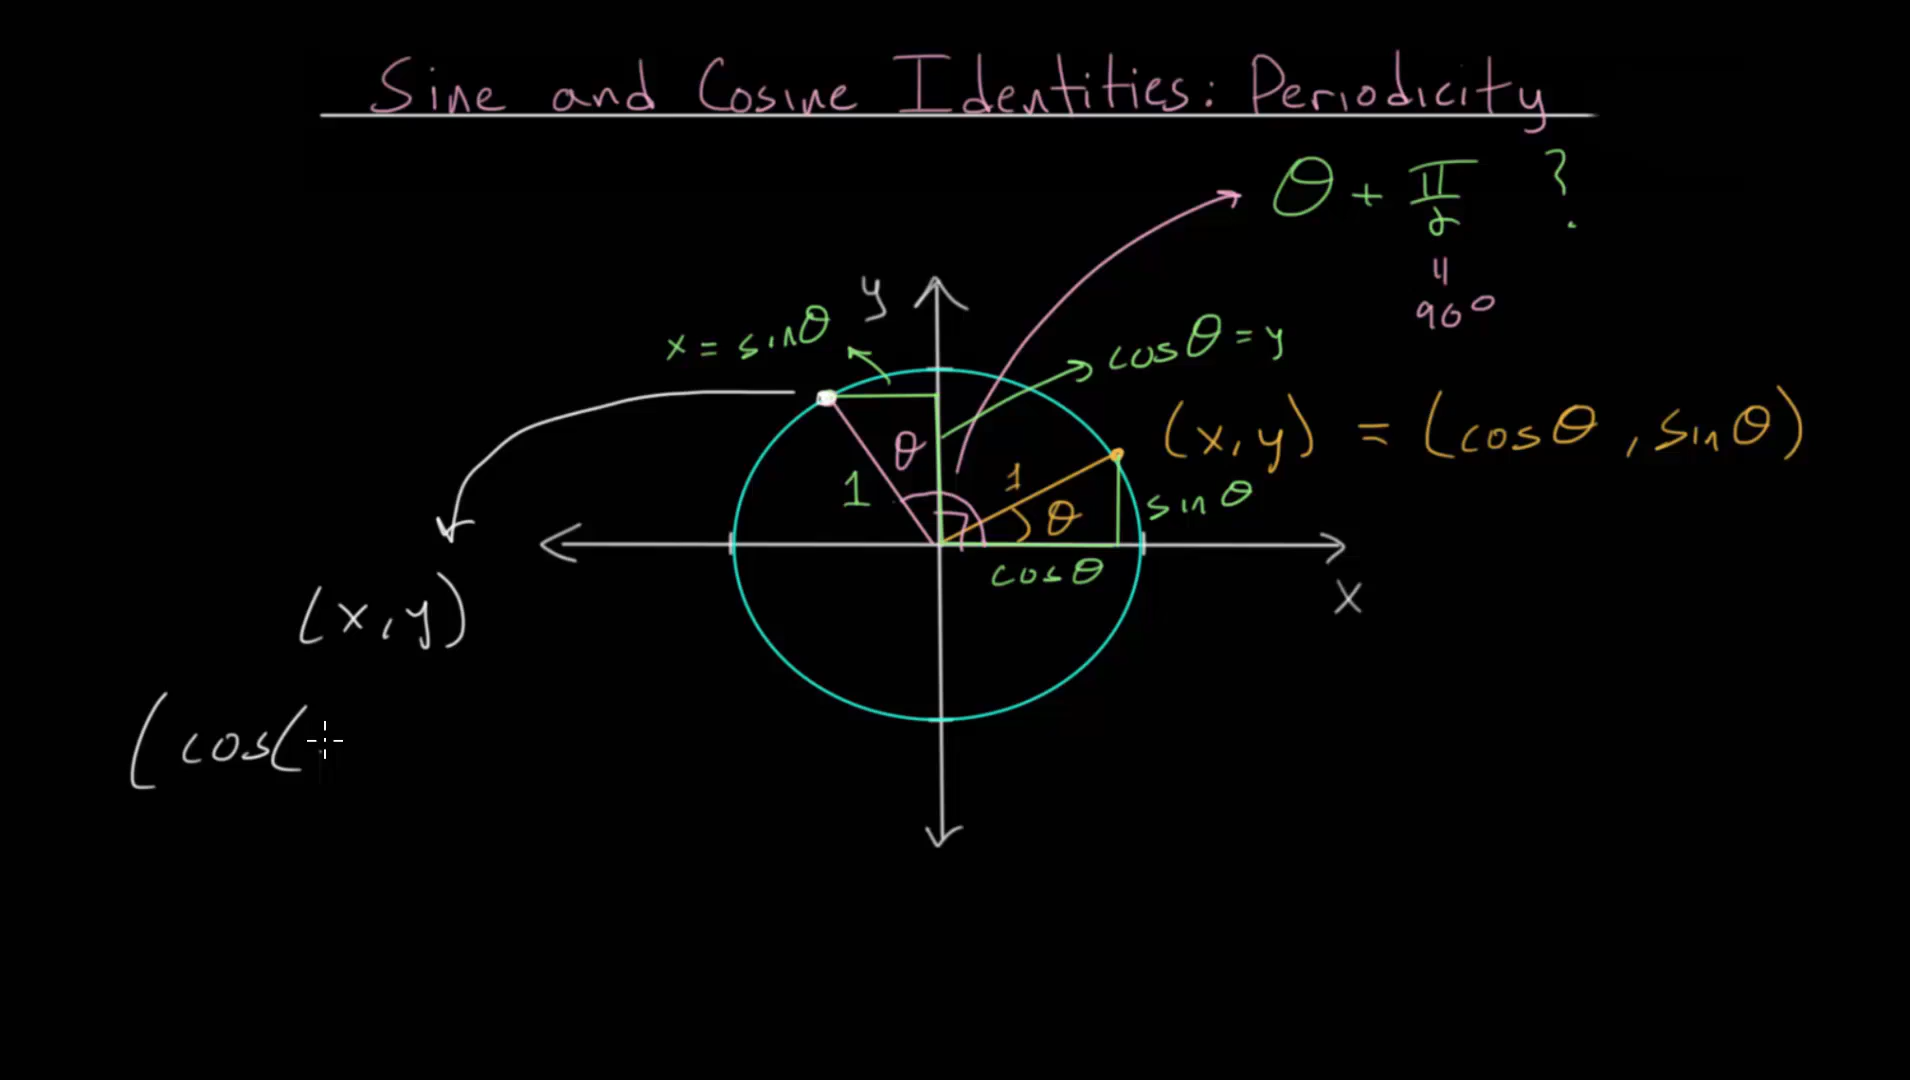 Sine and Cosine Identities: Periodicity
θ + π/2 ?
=
90°
y
x = sinθ
cosθ = y
(x,y) = (cosθ, sinθ)
θ
1
1
θ
sinθ
cosθ
x
(x,y)
(cos(